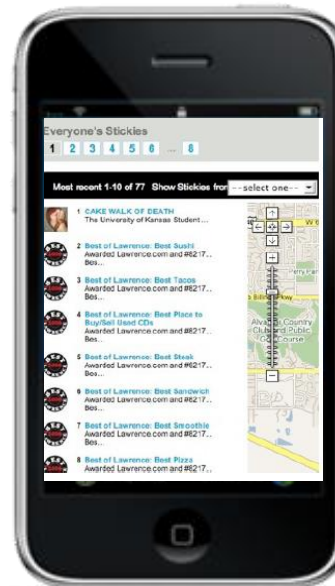 Everyone's Stickies
1 2 3 4 5 6 ... 8
Most recent 1-10 of 77 Show Stickies from --select one--
1 CAKE WALK OF DEATH
The University of Kansas Student...
2 Best of Lawrence: Best Sushi
Awarded Lawrence.com and #8217...
Bes...
3 Best of Lawrence: Best Tacos
Awarded Lawrence.com and #8217...
Bes...
4 Best of Lawrence: Best Place to
Buy/Sell Used CDs
Awarded Lawrence.com and #8217...
Bes...
5 Best of Lawrence: Best Steak
Awarded Lawrence.com and #8217...
Bes...
6 Best of Lawrence: Best Sandwich
Awarded Lawrence.com and #8217...
Bes...
7 Best of Lawrence: Best Smoothie
Awarded Lawrence.com and #8217...
Bes...
8 Best of Lawrence: Best Pizza
Awarded Lawrence.com and #8217...
W 6
Pkwy
Country
Club and Public
Golf Course